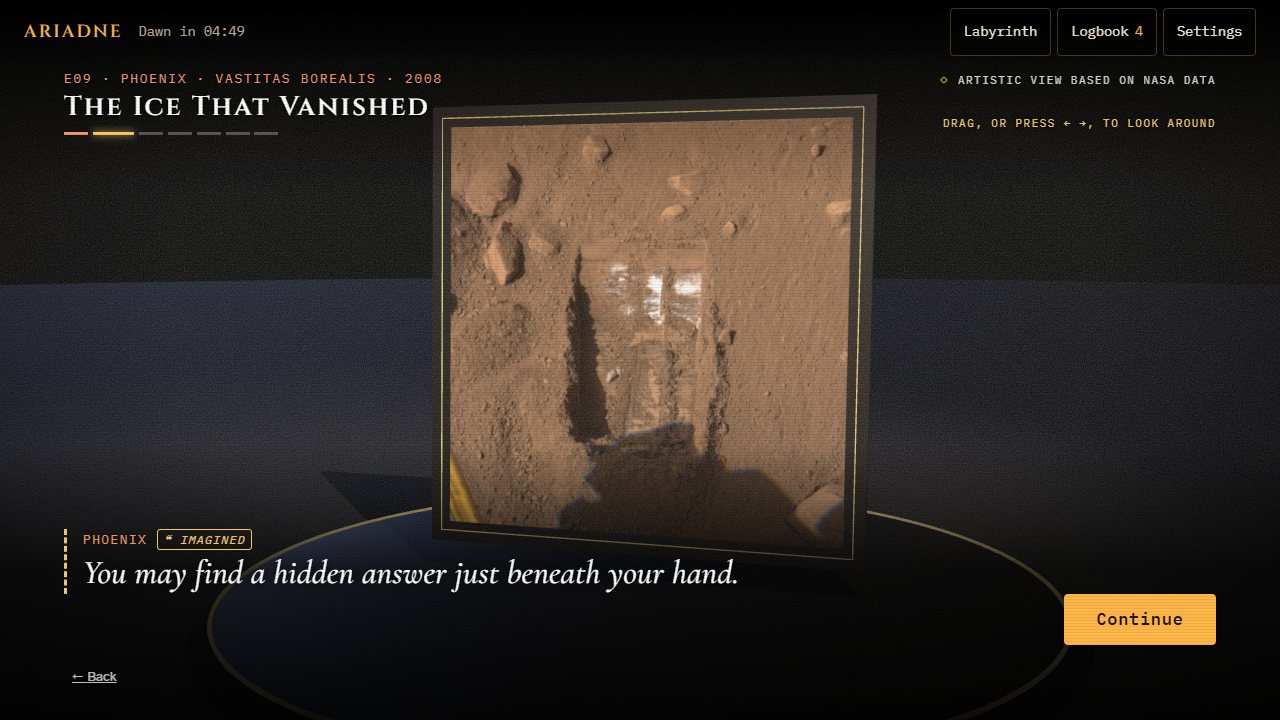 ARIADNE
Dawn in 04:49
Labyrinth
Logbook 4
Settings
E09 · PHOENIX · VASTITAS BOREALIS · 2008
The Ice That Vanished
◇ ARTISTIC VIEW BASED ON NASA DATA
DRAG, OR PRESS ← →, TO LOOK AROUND
PHOENIX
❝ IMAGINED
You may find a hidden answer just beneath your hand.
Continue
← Back